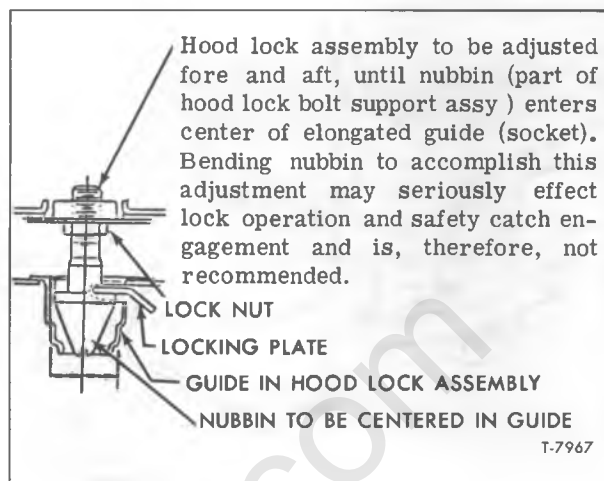 Hood lock assembly to be adjusted
fore and aft, until nubbin (part of
hood lock bolt support assy ) enters
center of elongated guide (socket).
Bending nubbin to accomplish this
adjustment may seriously effect
lock operation and safety catch en-
gagement and is, therefore, not
recommended.
LOCK NUT
LOCKING PLATE
GUIDE IN HOOD LOCK ASSEMBLY
NUBBIN TO BE CENTERED IN GUIDE
T-7967
com